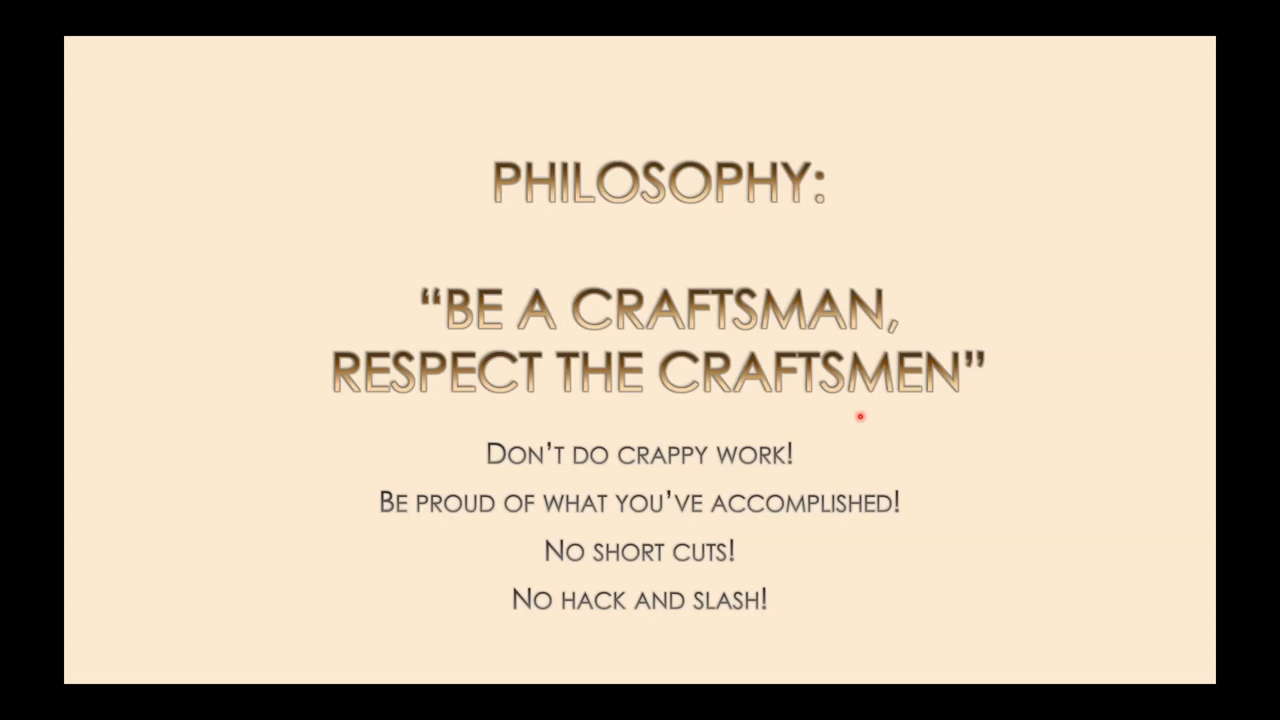 PHILOSOPHY:
“BE A CRAFTSMAN,
RESPECT THE CRAFTSMEN”
DON’T DO CRAPPY WORK!
BE PROUD OF WHAT YOU’VE ACCOMPLISHED!
NO SHORT CUTS!
NO HACK AND SLASH!